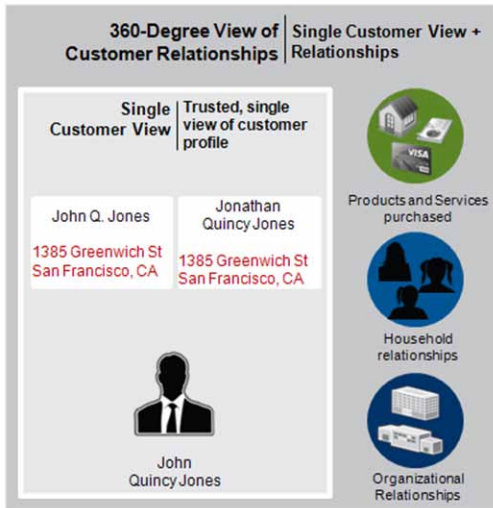 360-Degree View of
Customer Relationships
Single Customer View +
Relationships
Single
Customer View
Trusted, single
view of customer
profile
John Q. Jones
1385 Greenwich St
San Francisco, CA
Jonathan
Quincy Jones
1385 Greenwich St
San Francisco, CA
John
Quincy Jones
VISA
Products and Services
purchased
Household
relationships
Organizational
Relationships